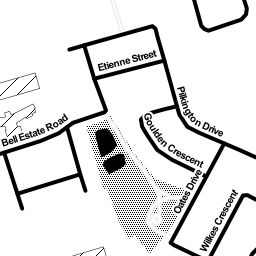 Etienne Street
Pilkington Drive
Bell Estate Road
Goulden Crescent
Oates Drive
Wilkes Crescent